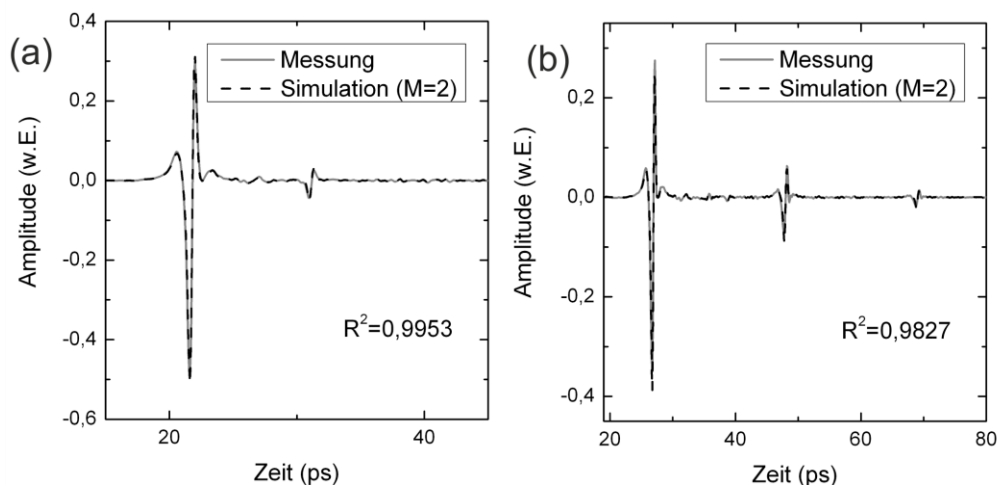 (a)
0,4
0,2
0,0
-0,2
-0,4
-0,6
Amplitude (w.E.)
Messung
Simulation (M=2)
R²=0,9953
20
40
Zeit (ps)
(b)
0,2
0,0
-0,2
-0,4
Amplitude (w.E.)
Messung
Simulation (M=2)
R²=0,9827
20
40
60
80
Zeit (ps)